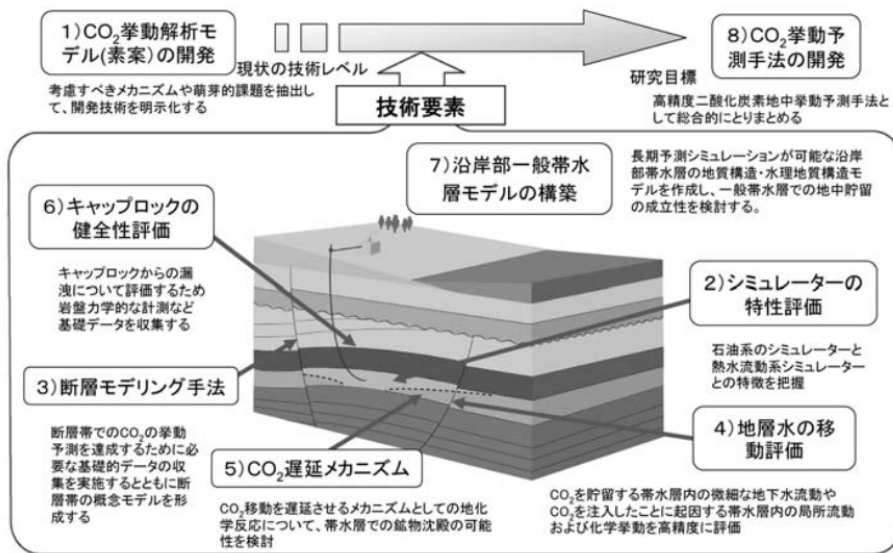 1)CO2挙動解析モ
デル(素案)の開発
現状の技術レベル
考慮すべきメカニズムや萌芽的課題を抽出し
て、開発技術を明示化する
8)CO2挙動予
測手法の開発
研究目標
高精度二酸化炭素地中挙動予測手法と
して総合的にとりまとめる
技術要素
7)沿岸部一般帯水
層モデルの構築
長期予測シミュレーションが可能な沿岸
部帯水層の地質構造・水理地質構造モ
デルを作成し、一般帯水層での地中貯留
の成立性を検討する。
6)キャップロックの
健全性評価
キャップロックからの漏
洩について評価するため
岩盤力学的な計測など
基礎データを収集する
2)シミュレーターの
特性評価
石油系のシミュレーターと
熱水流動系シミュレーター
との特徴を把握
3)断層モデリング手法
断層帯でのCO2の挙動
予測を達成するために必
要な基礎的データの収
集を実施するとともに断
層帯の概念モデルを形
成する
4)地層水の移
動評価
CO2を貯留する帯水層内の微細な地下水流動や
CO2を注入したことに起因する帯水層内の局所流動
および化学挙動を高精度に評価
5)CO2遅延メカニズム
CO2移動を遅延させるメカニズムとしての地化
学反応について、帯水層での鉱物沈殿の可能
性を検討